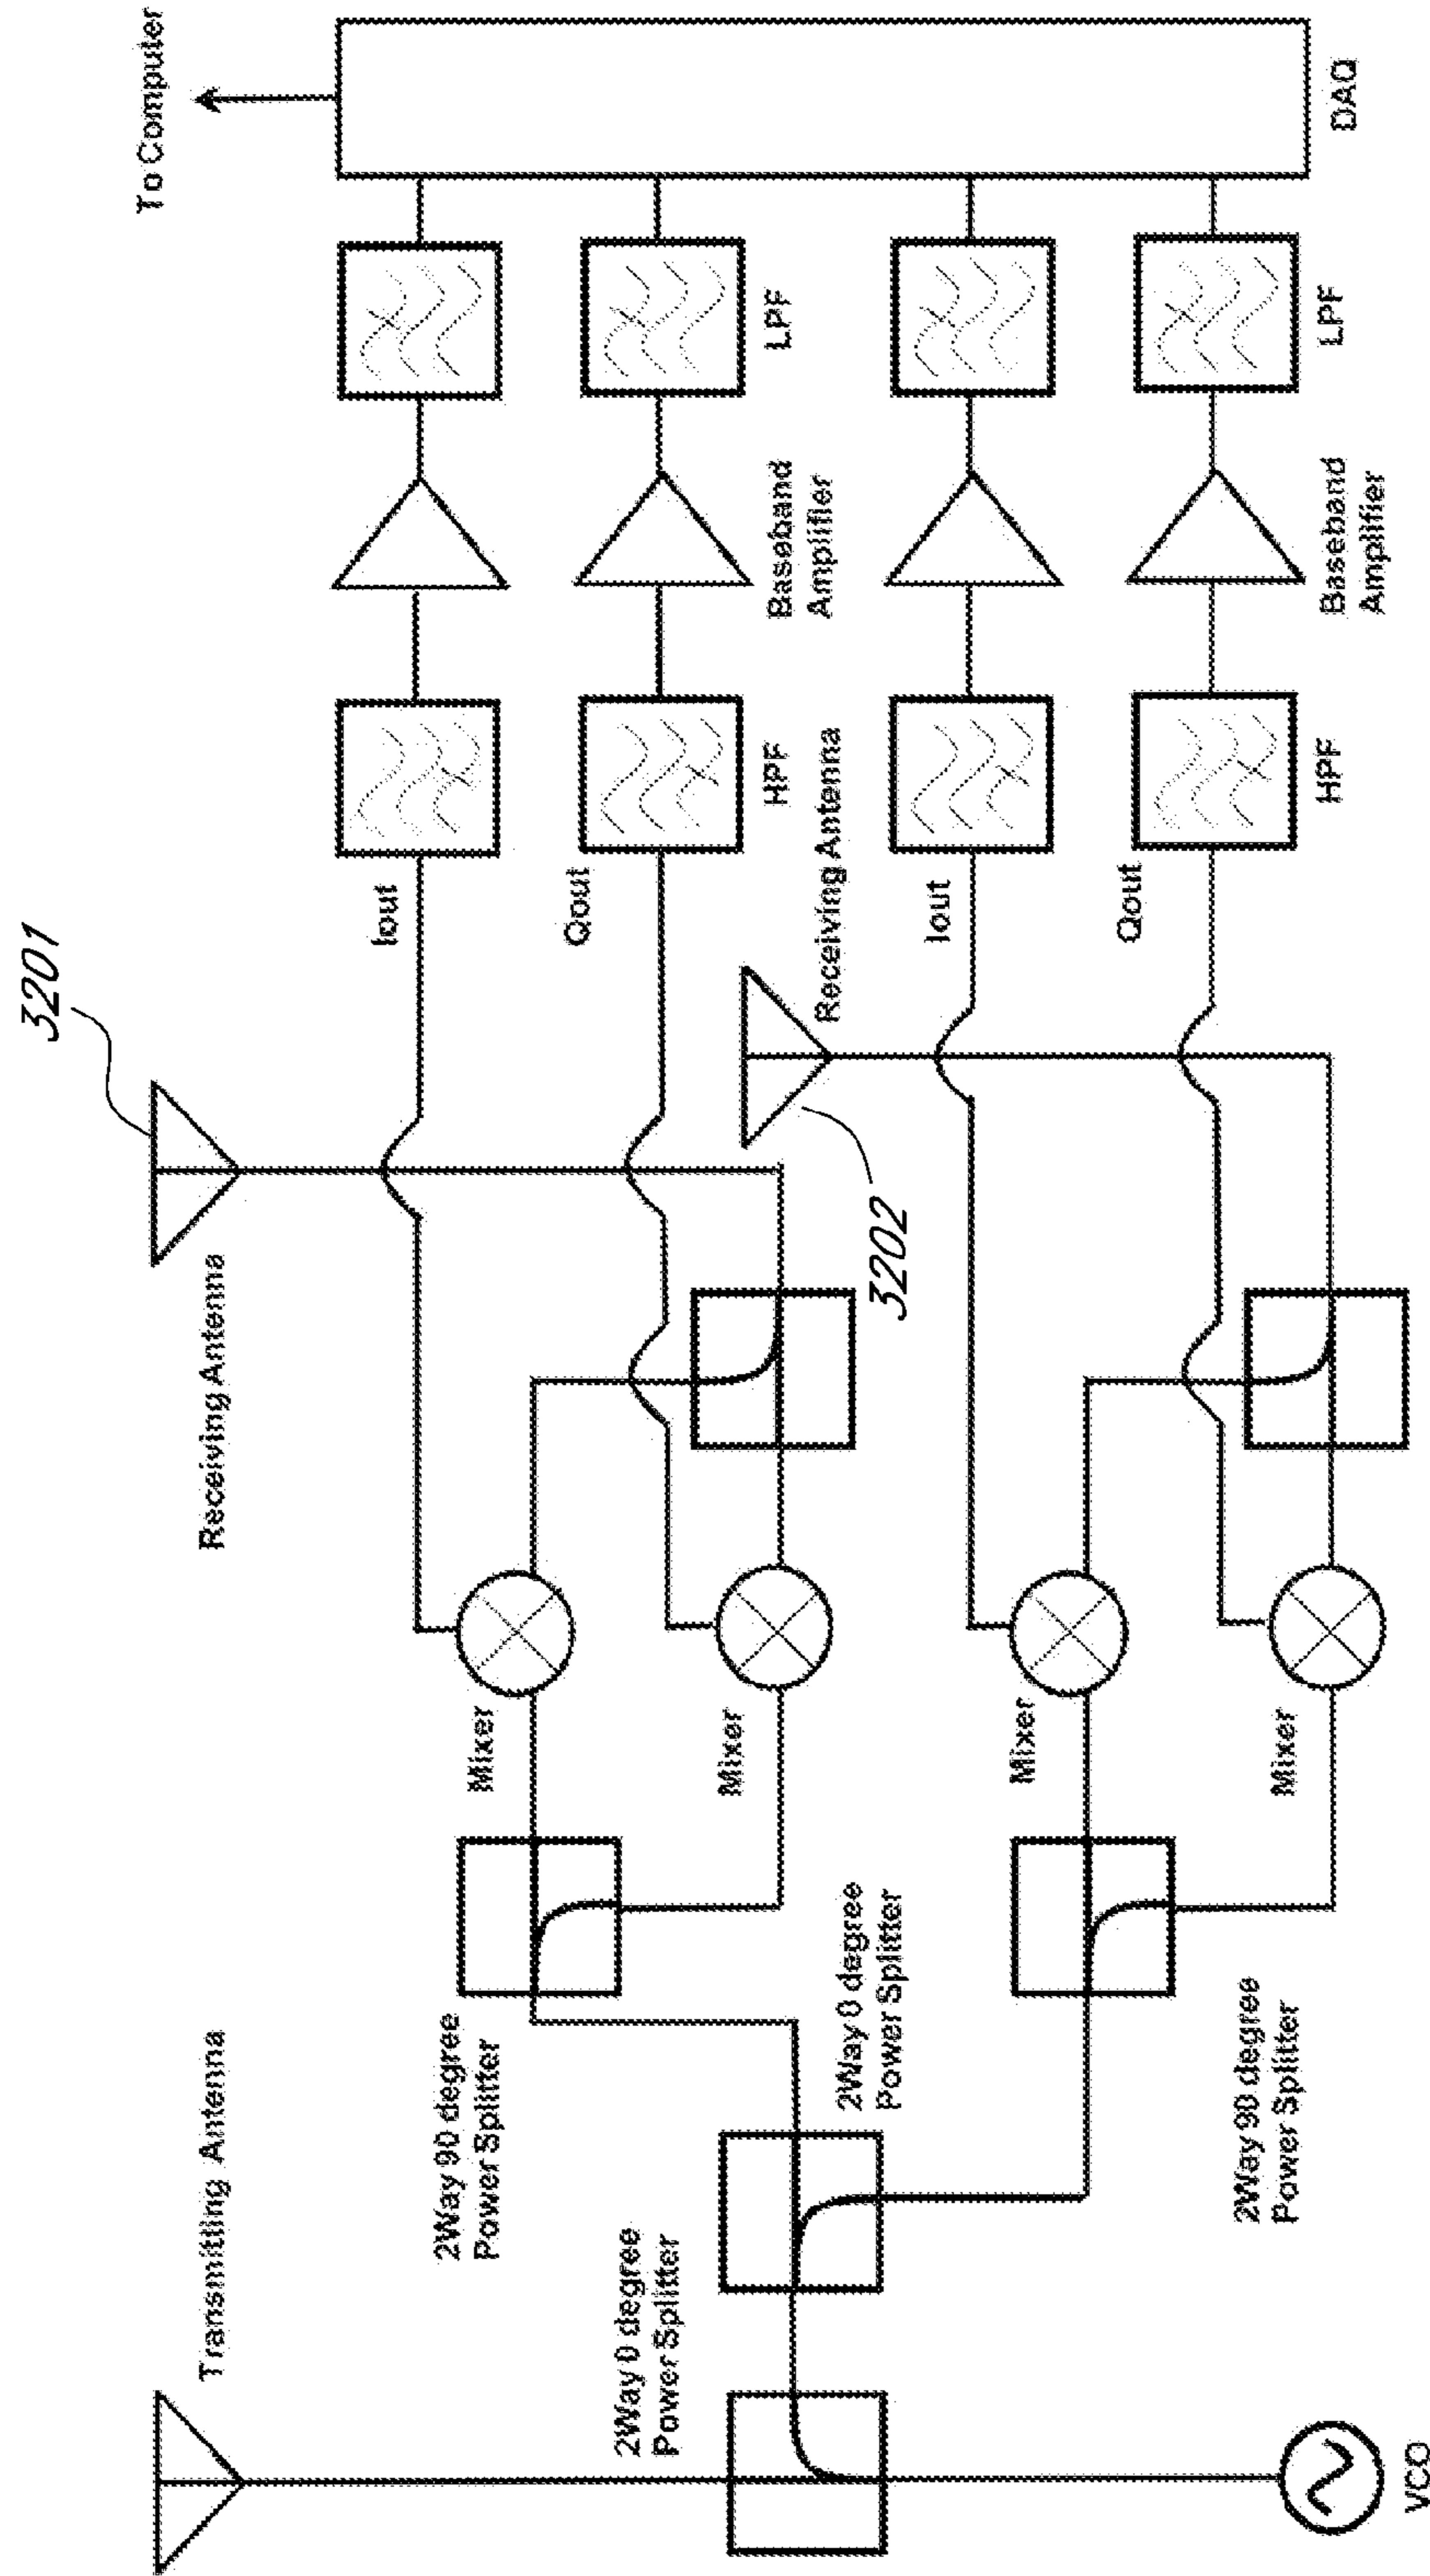 3201
To Computer
Transmitting Antenna
Receiving Antenna
2Way 90 degree
Power Splitter
Mixer
Iout
2Way 0 degree
Power Splitter
Mixer
Qout
HPF
Baseband
Amplifier
LPF
2Way 0 degree
Power Splitter
3202
Receiving Antenna
Mixer
Iout
2Way 90 degree
Power Splitter
Mixer
Qout
HPF
Baseband
Amplifier
LPF
VCO
DAQ